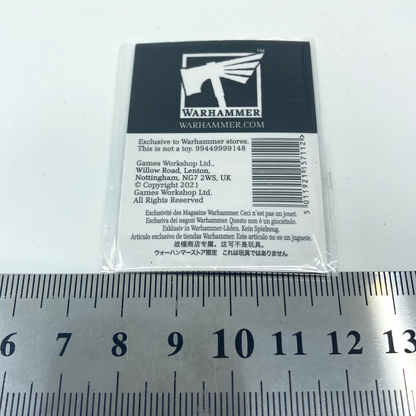 ™
WARHAMMER
WARHAMMER.COM
Exclusive to Warhammer stores.
This is not a toy. 99449999148
Games Workshop Ltd.,
Willow Road, Lenton,
Nottingham, NG7 2WS, UK
© Copyright 2021
Games Workshop Ltd.
All Rights Reserved
5 011921 157112
Exclusivité des Magasins Warhammer. Ceci n'est pas un jouet.
Esclusiva dei negozi Warhammer. Questo non è un giocattolo.
Exklusiv in Warhammer-Läden. Kein Spielzeug.
Artículo exclusivo de tiendas Warhammer. Este artículo no es un juguete.
战锤商店专属。这可不是玩具。
ウォーハンマーストア限定 これは玩具ではありません
6 7 8 9 10 11 12 13